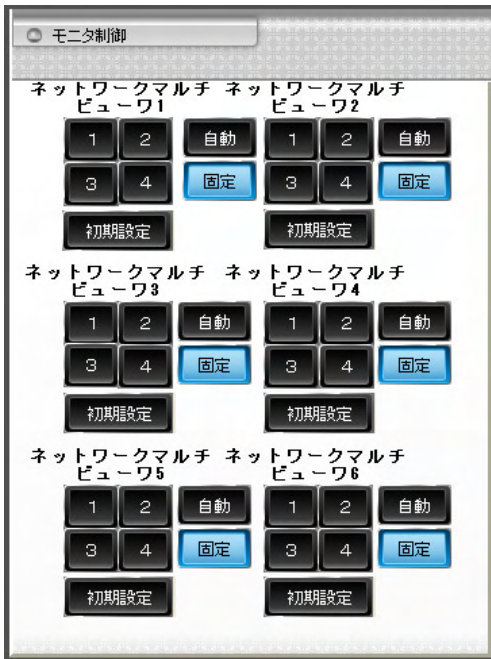 モニタ制御
ネットワークマルチ
ビューワ1
1 2 自動
3 4 固定
初期設定
ネットワークマルチ
ビューワ2
1 2 自動
3 4 固定
初期設定
ネットワークマルチ
ビューワ3
1 2 自動
3 4 固定
初期設定
ネットワークマルチ
ビューワ4
1 2 自動
3 4 固定
初期設定
ネットワークマルチ
ビューワ5
1 2 自動
3 4 固定
初期設定
ネットワークマルチ
ビューワ6
1 2 自動
3 4 固定
初期設定